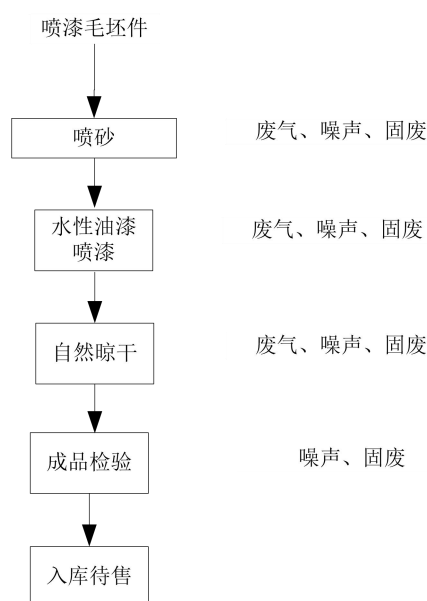 喷漆毛坯件
喷砂
废气、噪声、固废
水性油漆
喷漆
废气、噪声、固废
自然晾干
废气、噪声、固废
成品检验
噪声、固废
入库待售